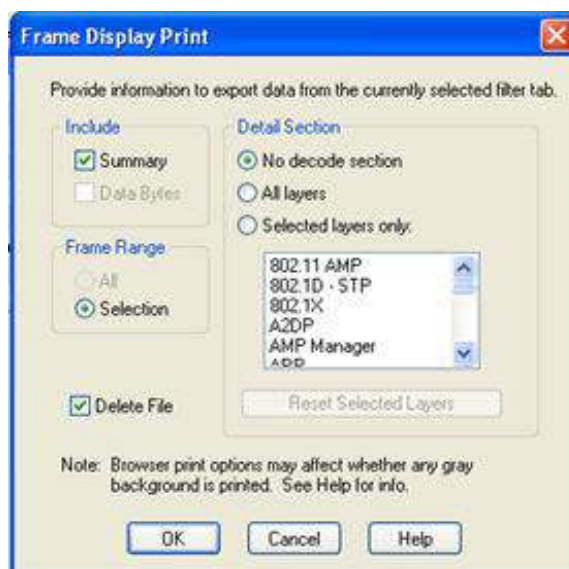 Frame Display Print
Provide information to export data from the currently selected filter tab.
Include
Summary
Data Bytes
Frame Range
All
Selection
Delete File
Detail Section
No decode section
All layers
Selected layers only:
802.11 AMP
802.1D - STP
802.1X
A2DP
AMP Manager
ARP
Reset Selected Layers
Note: Browser print options may affect whether any gray
background is printed. See Help for info.
OK
Cancel
Help